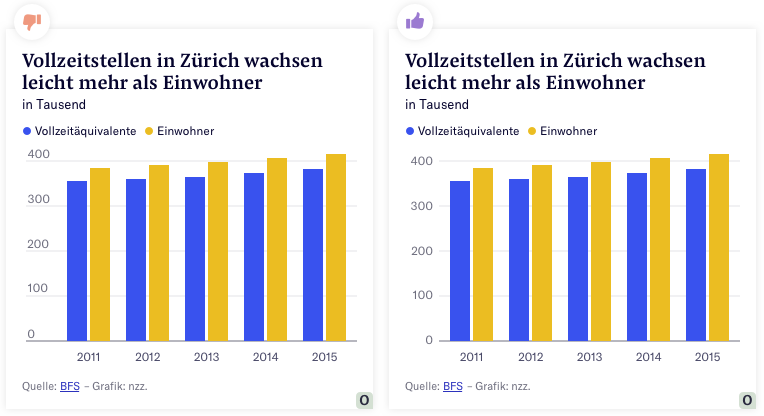 Vollzeitstellen in Zürich wachsen
leicht mehr als Einwohner
in Tausend
Vollzeitäquivalente Einwohner
400
300
200
100
0
2011 2012 2013 2014 2015
Quelle: BFS – Grafik: nzz.
O
Vollzeitstellen in Zürich wachsen
leicht mehr als Einwohner
in Tausend
Vollzeitäquivalente Einwohner
400
300
200
100
0
2011 2012 2013 2014 2015
Quelle: BFS – Grafik: nzz.
O